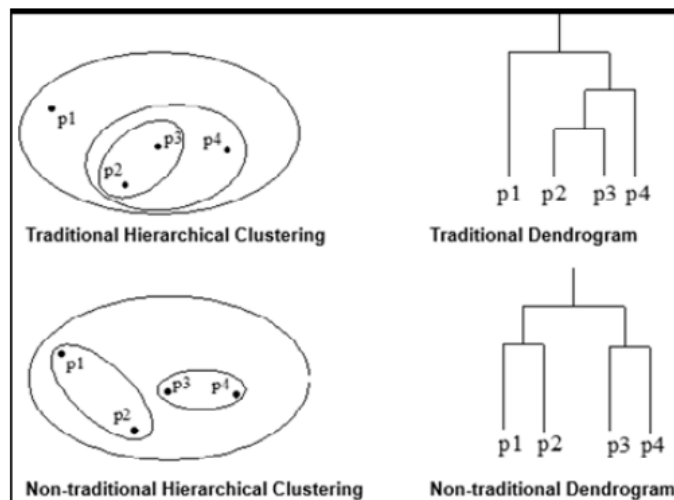 p1
p3
p4
p2
p1 p2 p3 p4
Traditional Hierarchical Clustering
Traditional Dendrogram
p1
p3 p4
p2
p1 p2 p3 p4
Non-traditional Hierarchical Clustering
Non-traditional Dendrogram